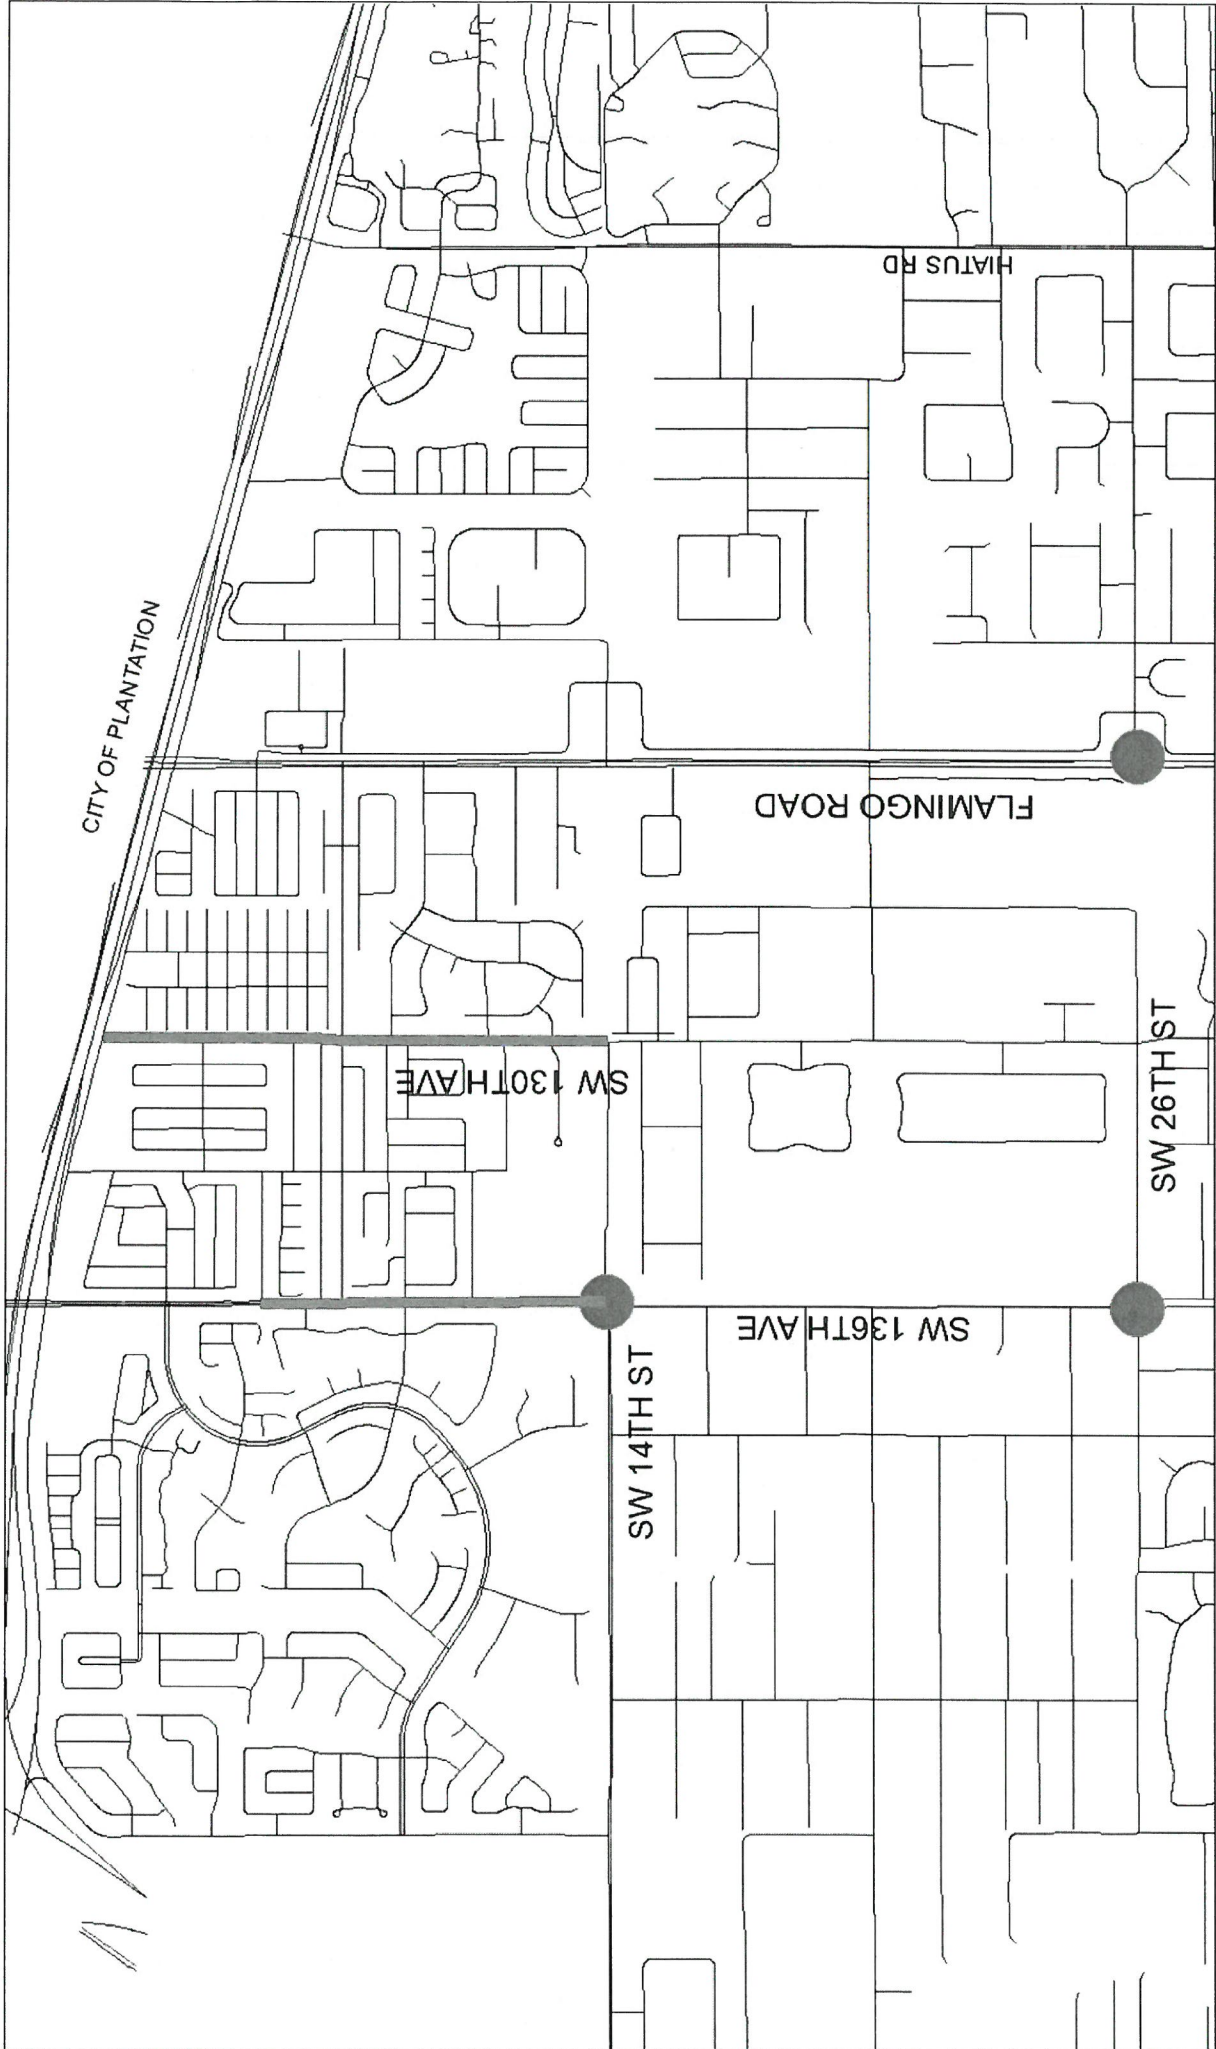 CITY OF PLANTATION
HIATUS RD
FLAMINGO ROAD
SW 130TH AVE
SW 26TH ST
SW 136TH AVE
SW 14TH ST